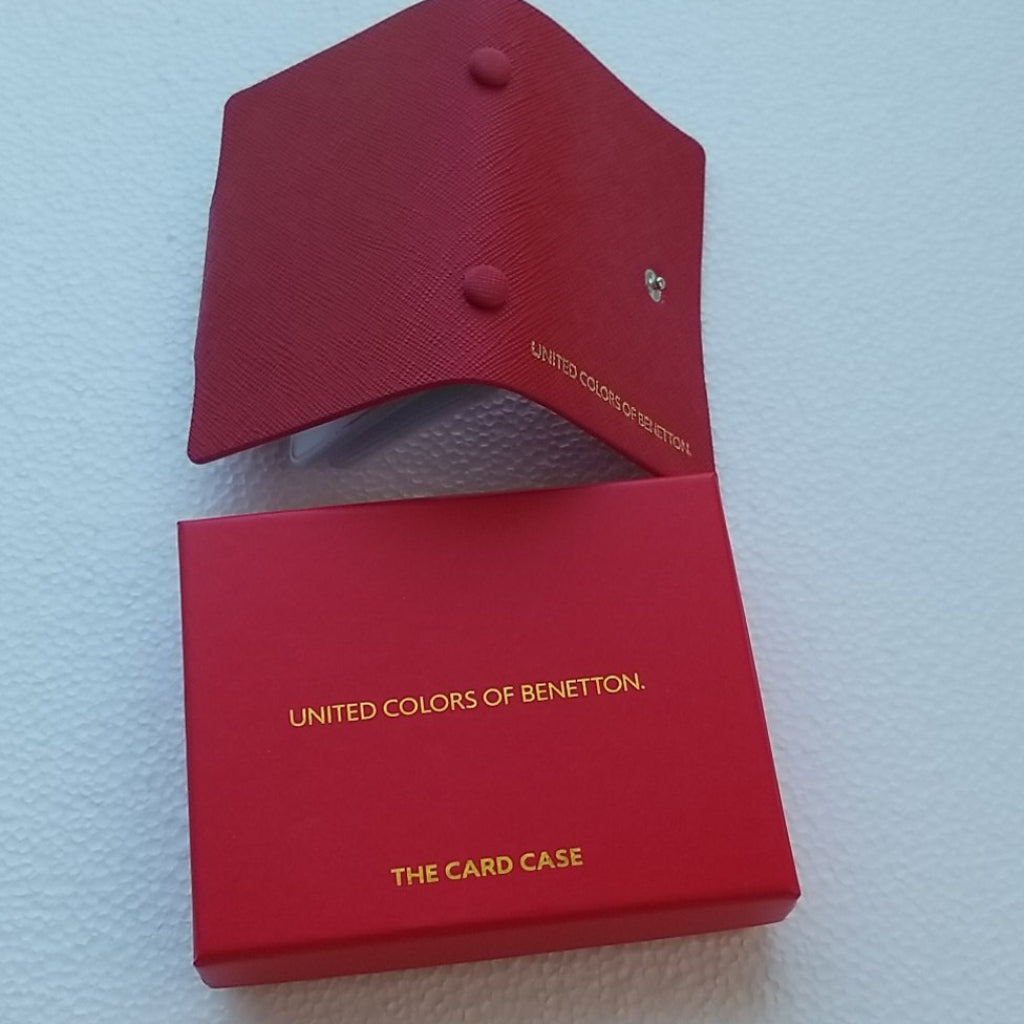 UNITED COLORS OF BENETTON.
UNITED COLORS OF BENETTON.
THE CARD CASE